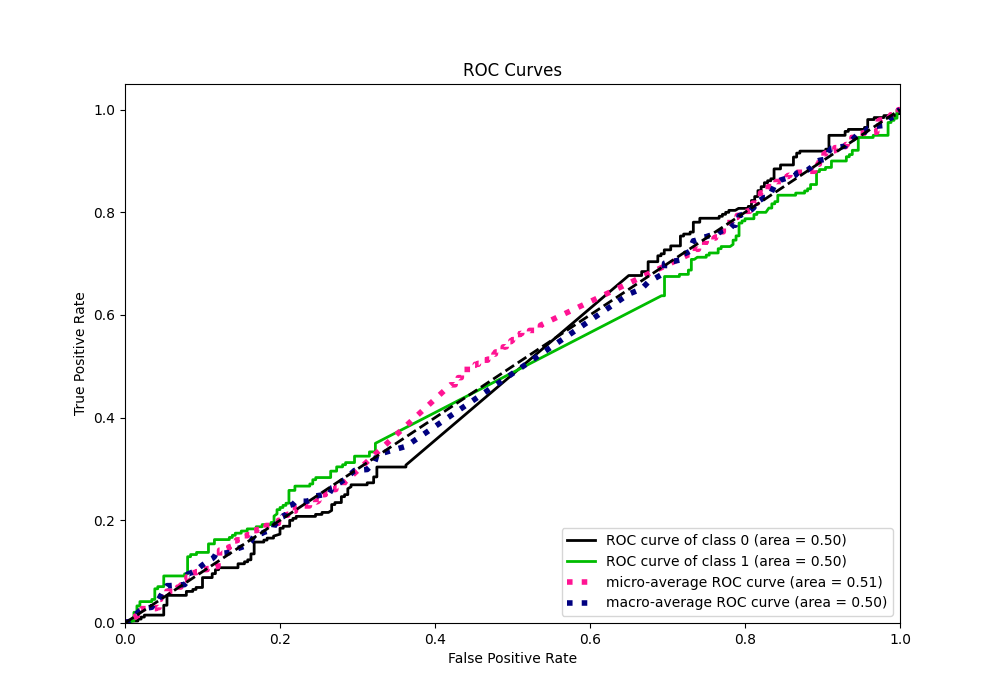 ROC Curves
1.0
0.8
0.6
0.4
0.2
0.0
True Positive Rate
0.0 0.2 0.4 0.6 0.8 1.0
False Positive Rate
ROC curve of class 0 (area = 0.50)
ROC curve of class 1 (area = 0.50)
micro-average ROC curve (area = 0.51)
macro-average ROC curve (area = 0.50)